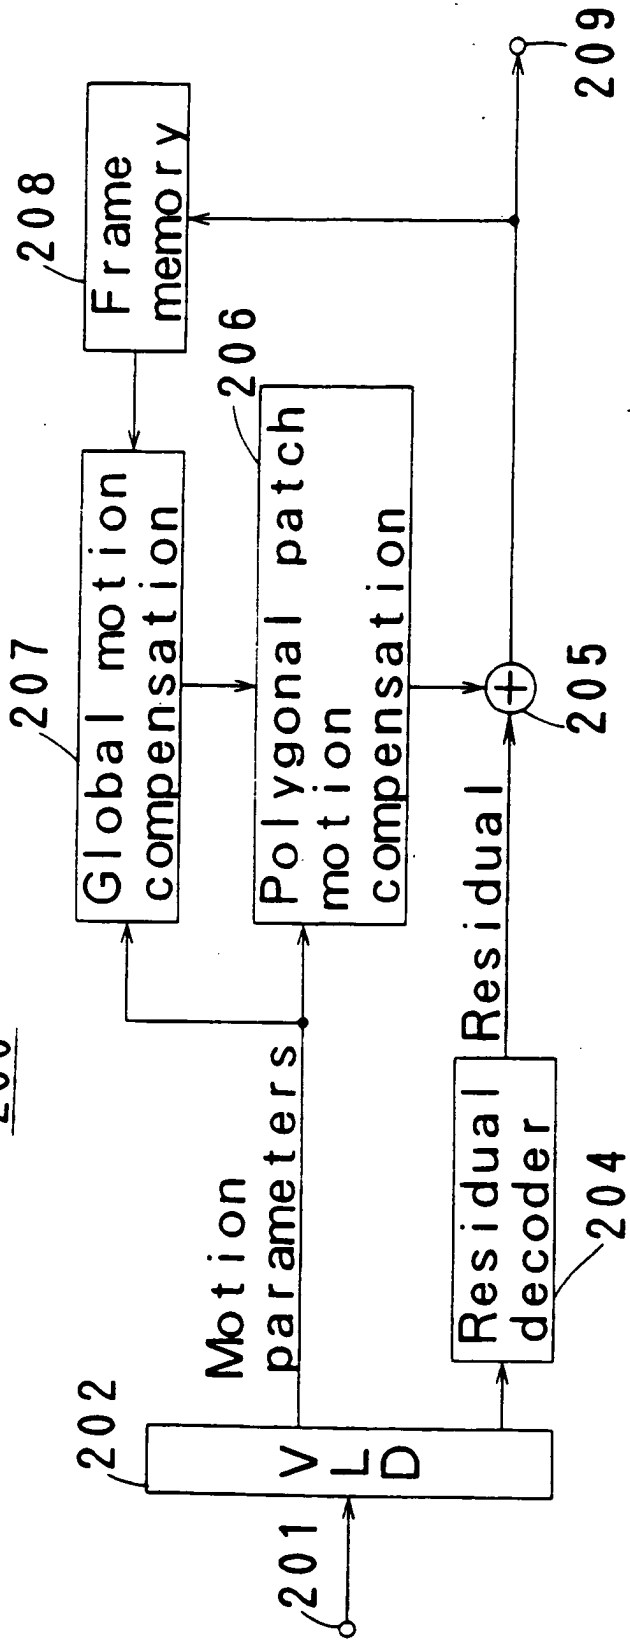 201
202
VLD
Motion
parameters
Residual
decoder
204
Residual
205
207
Global motion
compensation
206
Polygonal patch
motion
compensation
208
Frame
memory
209